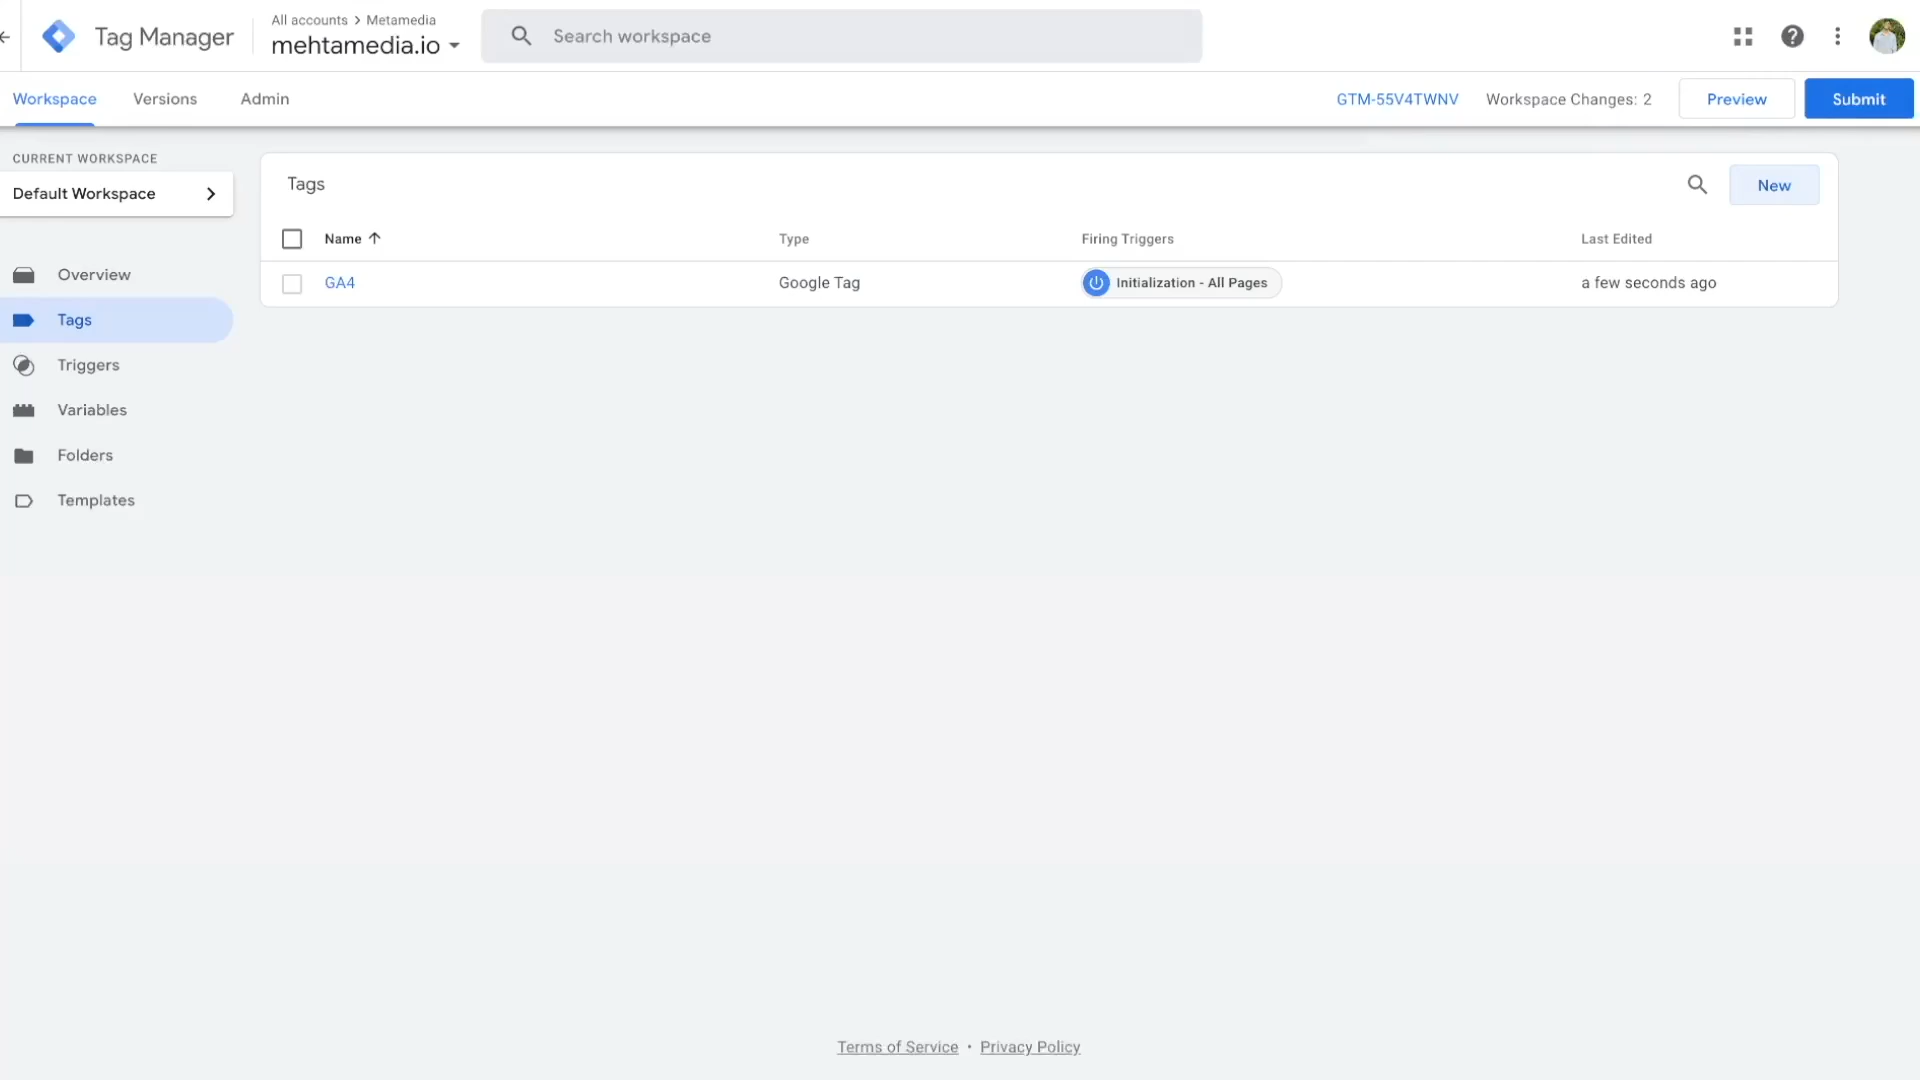 Tag Manager
All accounts > Metamedia
mehtamedia.io
Search workspace
Workspace
Versions
Admin
GTM-55V4TWNV
Workspace Changes: 2
Preview
Submit
CURRENT WORKSPACE
Default Workspace
Overview
Tags
Triggers
Variables
Folders
Templates
Tags
New
Name
Type
Firing Triggers
Last Edited
GA4
Google Tag
Initialization - All Pages
a few seconds ago
Terms of Service • Privacy Policy